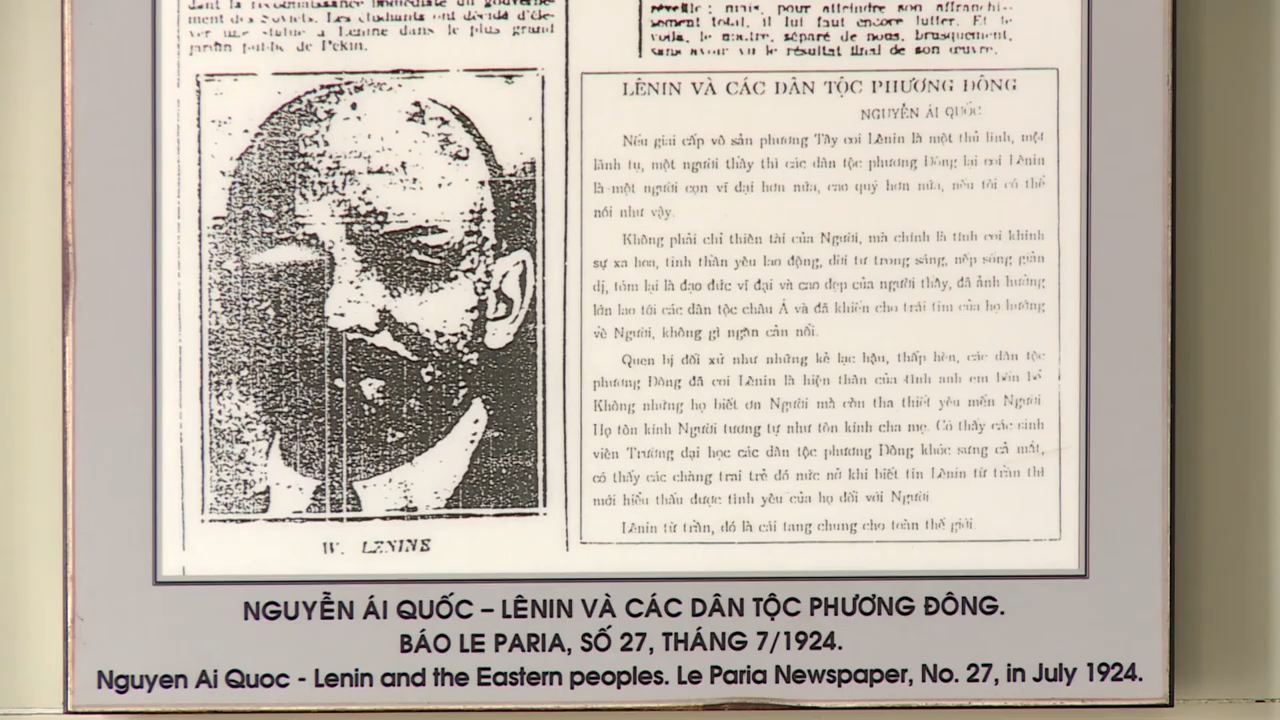 dant la reconnaissance immédiate du gouverne-
ment des Soviets. Les étudiants ont décidé d'éle-
ver une statue à Lénine dans le plus grand
jardin public de Pékin.
réveillé ; mais, pour atteindre son affranchi-
ssement total, il lui faut encore lutter. Et le
voilà, le maître, séparé de nous, brusquement,
sans avoir vu le résultat final de son œuvre.
W. LENINE
LÊNIN VÀ CÁC DÂN TỘC PHƯƠNG ĐÔNG
NGUYỄN ÁI QUỐC
Nếu giai cấp vô sản phương Tây coi Lênin là một thủ lĩnh, một
lãnh tụ, một người thầy thì các dân tộc phương Đông lại coi Lênin
là một người còn vĩ đại hơn nữa, cao quý hơn nữa, nếu tôi có thể
nói như vậy.
Không phải chỉ thiên tài của Người, mà chính là tính coi khinh
sự xa hoa, tinh thần yêu lao động, đời tư trong sáng, nếp sống giản
dị, tóm lại là đạo đức vĩ đại và cao đẹp của người thầy, đã ảnh hưởng
lớn lao tới các dân tộc châu Á và đã khiến cho trái tim của họ hướng
về Người, không gì ngăn cản nổi.
Quen bị đối xử như những kẻ lạc hậu, thấp hèn, các dân tộc
phương Đông đã coi Lênin là hiện thân của tình anh em bốn bể
Không những họ biết ơn Người mà còn tha thiết yêu mến Người
Họ tôn kính Người tương tự như tôn kính cha mẹ. Có thấy các sinh
viên Trường đại học các dân tộc phương Đông khóc sưng cả mắt,
có thấy các chàng trai trẻ đó nức nở khi biết tin Lênin từ trần thì
mới hiểu thấu được tình yêu của họ đối với Người
Lênin từ trần, đó là cái tang chung cho toàn thế giới.
NGUYỄN ÁI QUỐC – LÊNIN VÀ CÁC DÂN TỘC PHƯƠNG ĐÔNG.
BÁO LE PARIA, SỐ 27, THÁNG 7/1924.
Nguyen Ai Quoc - Lenin and the Eastern peoples. Le Paria Newspaper, No. 27, in July 1924.